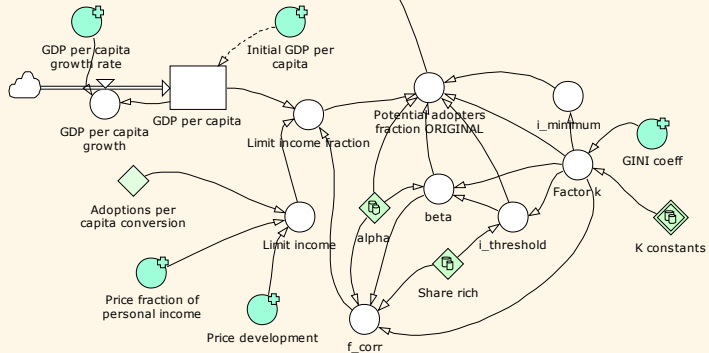 GDP per capita
growth rate
Initial GDP per
capita
GDP per capita
growth
GDP per capita
Limit income fraction
Potential adopters
fraction ORIGINAL
i_minimum
GINI coeff
Factor k
K constants
Adoptions per
capita conversion
Limit income
alpha
beta
i_threshold
Share rich
Price fraction of
personal income
Price development
f_corr